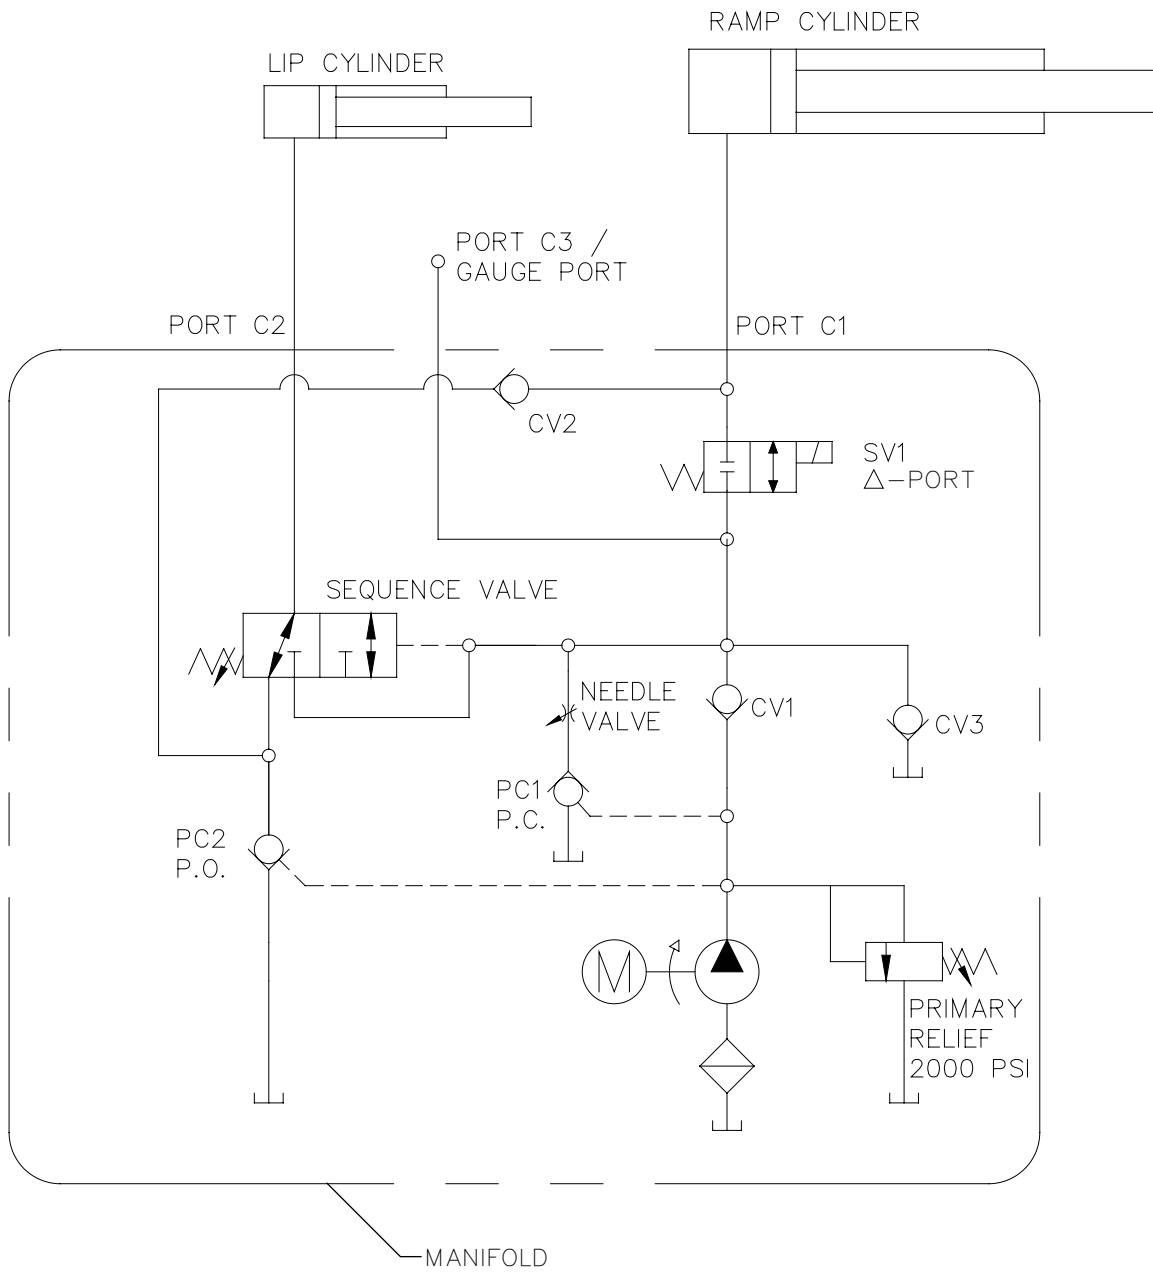 RAMP CYLINDER
LIP CYLINDER
PORT C3 /
GAUGE PORT
PORT C2
PORT C1
CV2
SV1
△-PORT
SEQUENCE VALVE
NEEDLE
VALVE
CV1
CV3
PC1
P.C.
PC2
P.O.
M
PRIMARY
RELIEF
2000 PSI
MANIFOLD